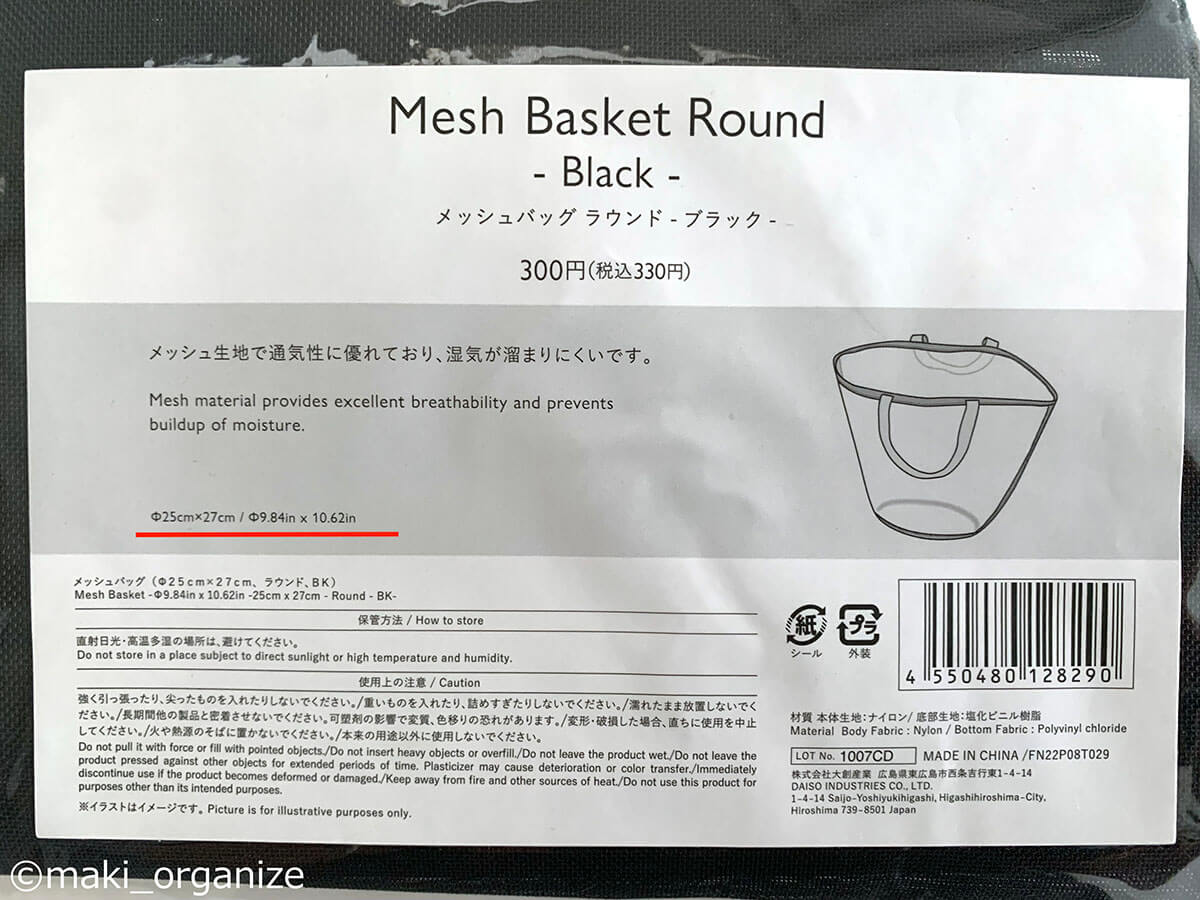 Mesh Basket Round
- Black -
メッシュバッグ ラウンド - ブラック -
300円(税込330円)
メッシュ生地で通気性に優れており、湿気が溜まりにくいです。
Mesh material provides excellent breathability and prevents
buildup of moisture.
Φ25cm×27cm / Φ9.84in x 10.62in
メッシュバッグ（Φ25cm×27cm、ラウンド、BK）
Mesh Basket -Φ9.84in x 10.62in -25cm x 27cm - Round - BK-
保管方法 / How to store
直射日光・高温多湿の場所は、避けてください。
Do not store in a place subject to direct sunlight or high temperature and humidity.
使用上の注意 / Caution
強く引っ張ったり、尖ったものを入れたりしないでください。/重いものを入れたり、詰めすぎたりしないでください。/濡れたまま放置しないでく
ださい。/長期間他の製品と密着させないでください。可塑剤の影響で変質、色移りの恐れがあります。/変形・破損した場合、直ちに使用を中止
してください。/火や熱源のそばに置かないでください。/本来の用途以外に使用しないでください。
Do not pull it with force or fill with pointed objects./Do not insert heavy objects or overfill./Do not leave the product wet./Do not leave the
product pressed against other objects for extended periods of time. Plasticizer may cause deterioration or color transfer./Immediately
discontinue use if the product becomes deformed or damaged./Keep away from fire and other sources of heat./Do not use this product for
purposes other than its intended purposes.
※イラストはイメージです。 Picture is for illustrative purposes only.
紙
シール
プラ
外装
4 550480 128290
材質 本体生地:ナイロン/ 底部生地:塩化ビニル樹脂
Material Body Fabric : Nylon / Bottom Fabric : Polyvinyl chloride
LOT No. 1007CD MADE IN CHINA /FN22P08T029
株式会社大創産業 広島県東広島市西条吉行東1-4-14
DAISO INDUSTRIES CO., LTD.
1-4-14 Saijo-Yoshiyukihigashi, Higashihiroshima-City,
Hiroshima 739-8501 Japan
©maki_organize